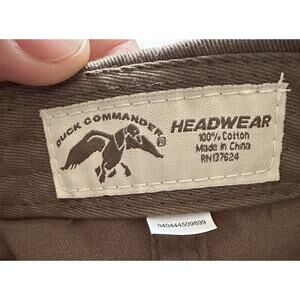 DUCK COMMANDER®
HEADWEAR
100% Cotton
Made in China
RN137624
040444509899